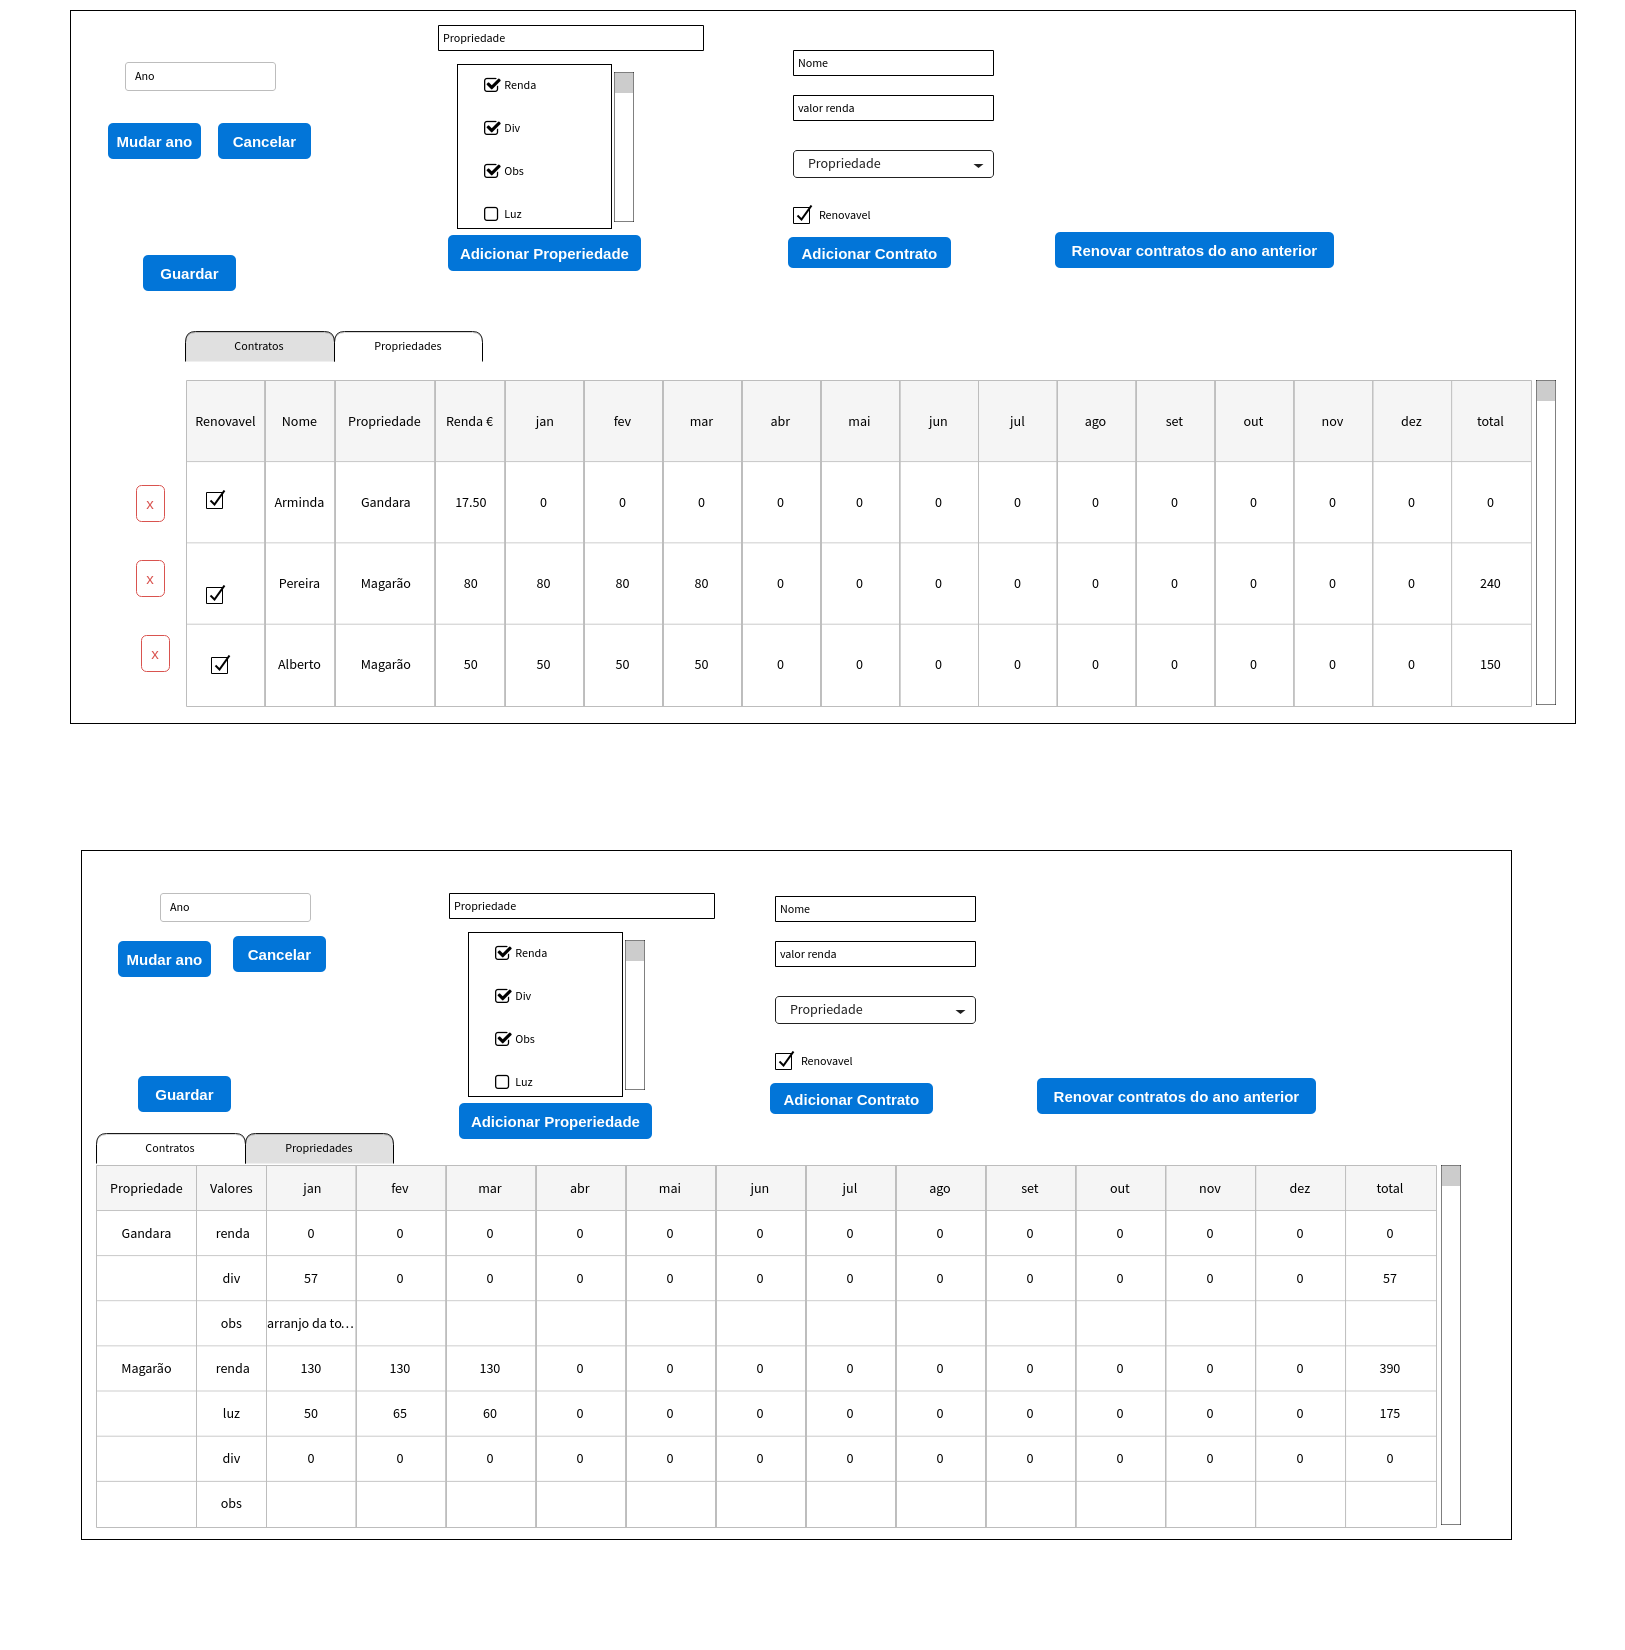 Propriedade
Ano
Nome
Renda
valor renda
Div
Mudar ano Cancelar
Propriedade
Obs
Luz
Renovavel
Adicionar Properiedade
Adicionar Contrato
Renovar contratos do ano anterior
Guardar
Contratos Propriedades
Renovavel Nome Propriedade Renda € jan fev mar abr mai jun jul ago set out nov dez total
x Arminda Gandara 17.50 0 0 0 0 0 0 0 0 0 0 0 0 0
x Pereira Magarão 80 80 80 80 0 0 0 0 0 0 0 0 0 240
x Alberto Magarão 50 50 50 50 0 0 0 0 0 0 0 0 0 150
Ano
Propriedade
Nome
Mudar ano Cancelar
Renda
valor renda
Div
Propriedade
Obs
Renovavel
Luz
Guardar
Adicionar Properiedade
Adicionar Contrato
Renovar contratos do ano anterior
Contratos Propriedades
Propriedade Valores jan fev mar abr mai jun jul ago set out nov dez total
Gandara renda 0 0 0 0 0 0 0 0 0 0 0 0 0
div 57 0 0 0 0 0 0 0 0 0 0 0 57
obs arranjo da to...
Magarão renda 130 130 130 0 0 0 0 0 0 0 0 0 390
luz 50 65 60 0 0 0 0 0 0 0 0 0 175
div 0 0 0 0 0 0 0 0 0 0 0 0 0
obs